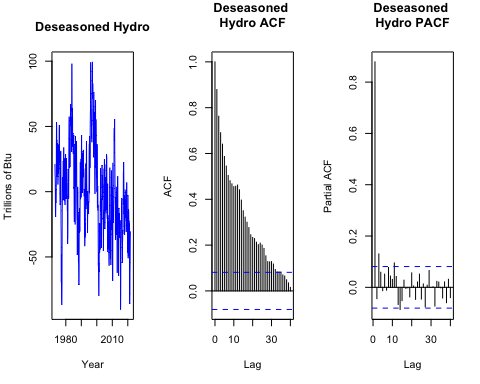 Deseasoned Hydro
Trillions of Btu
100
50
0
-50
1980
2010
Year
Deseasoned
Hydro ACF
ACF
1.0
0.8
0.6
0.4
0.2
0.0
0
10
30
Lag
Deseasoned
Hydro PACF
Partial ACF
0.8
0.6
0.4
0.2
0.0
0
10
30
Lag